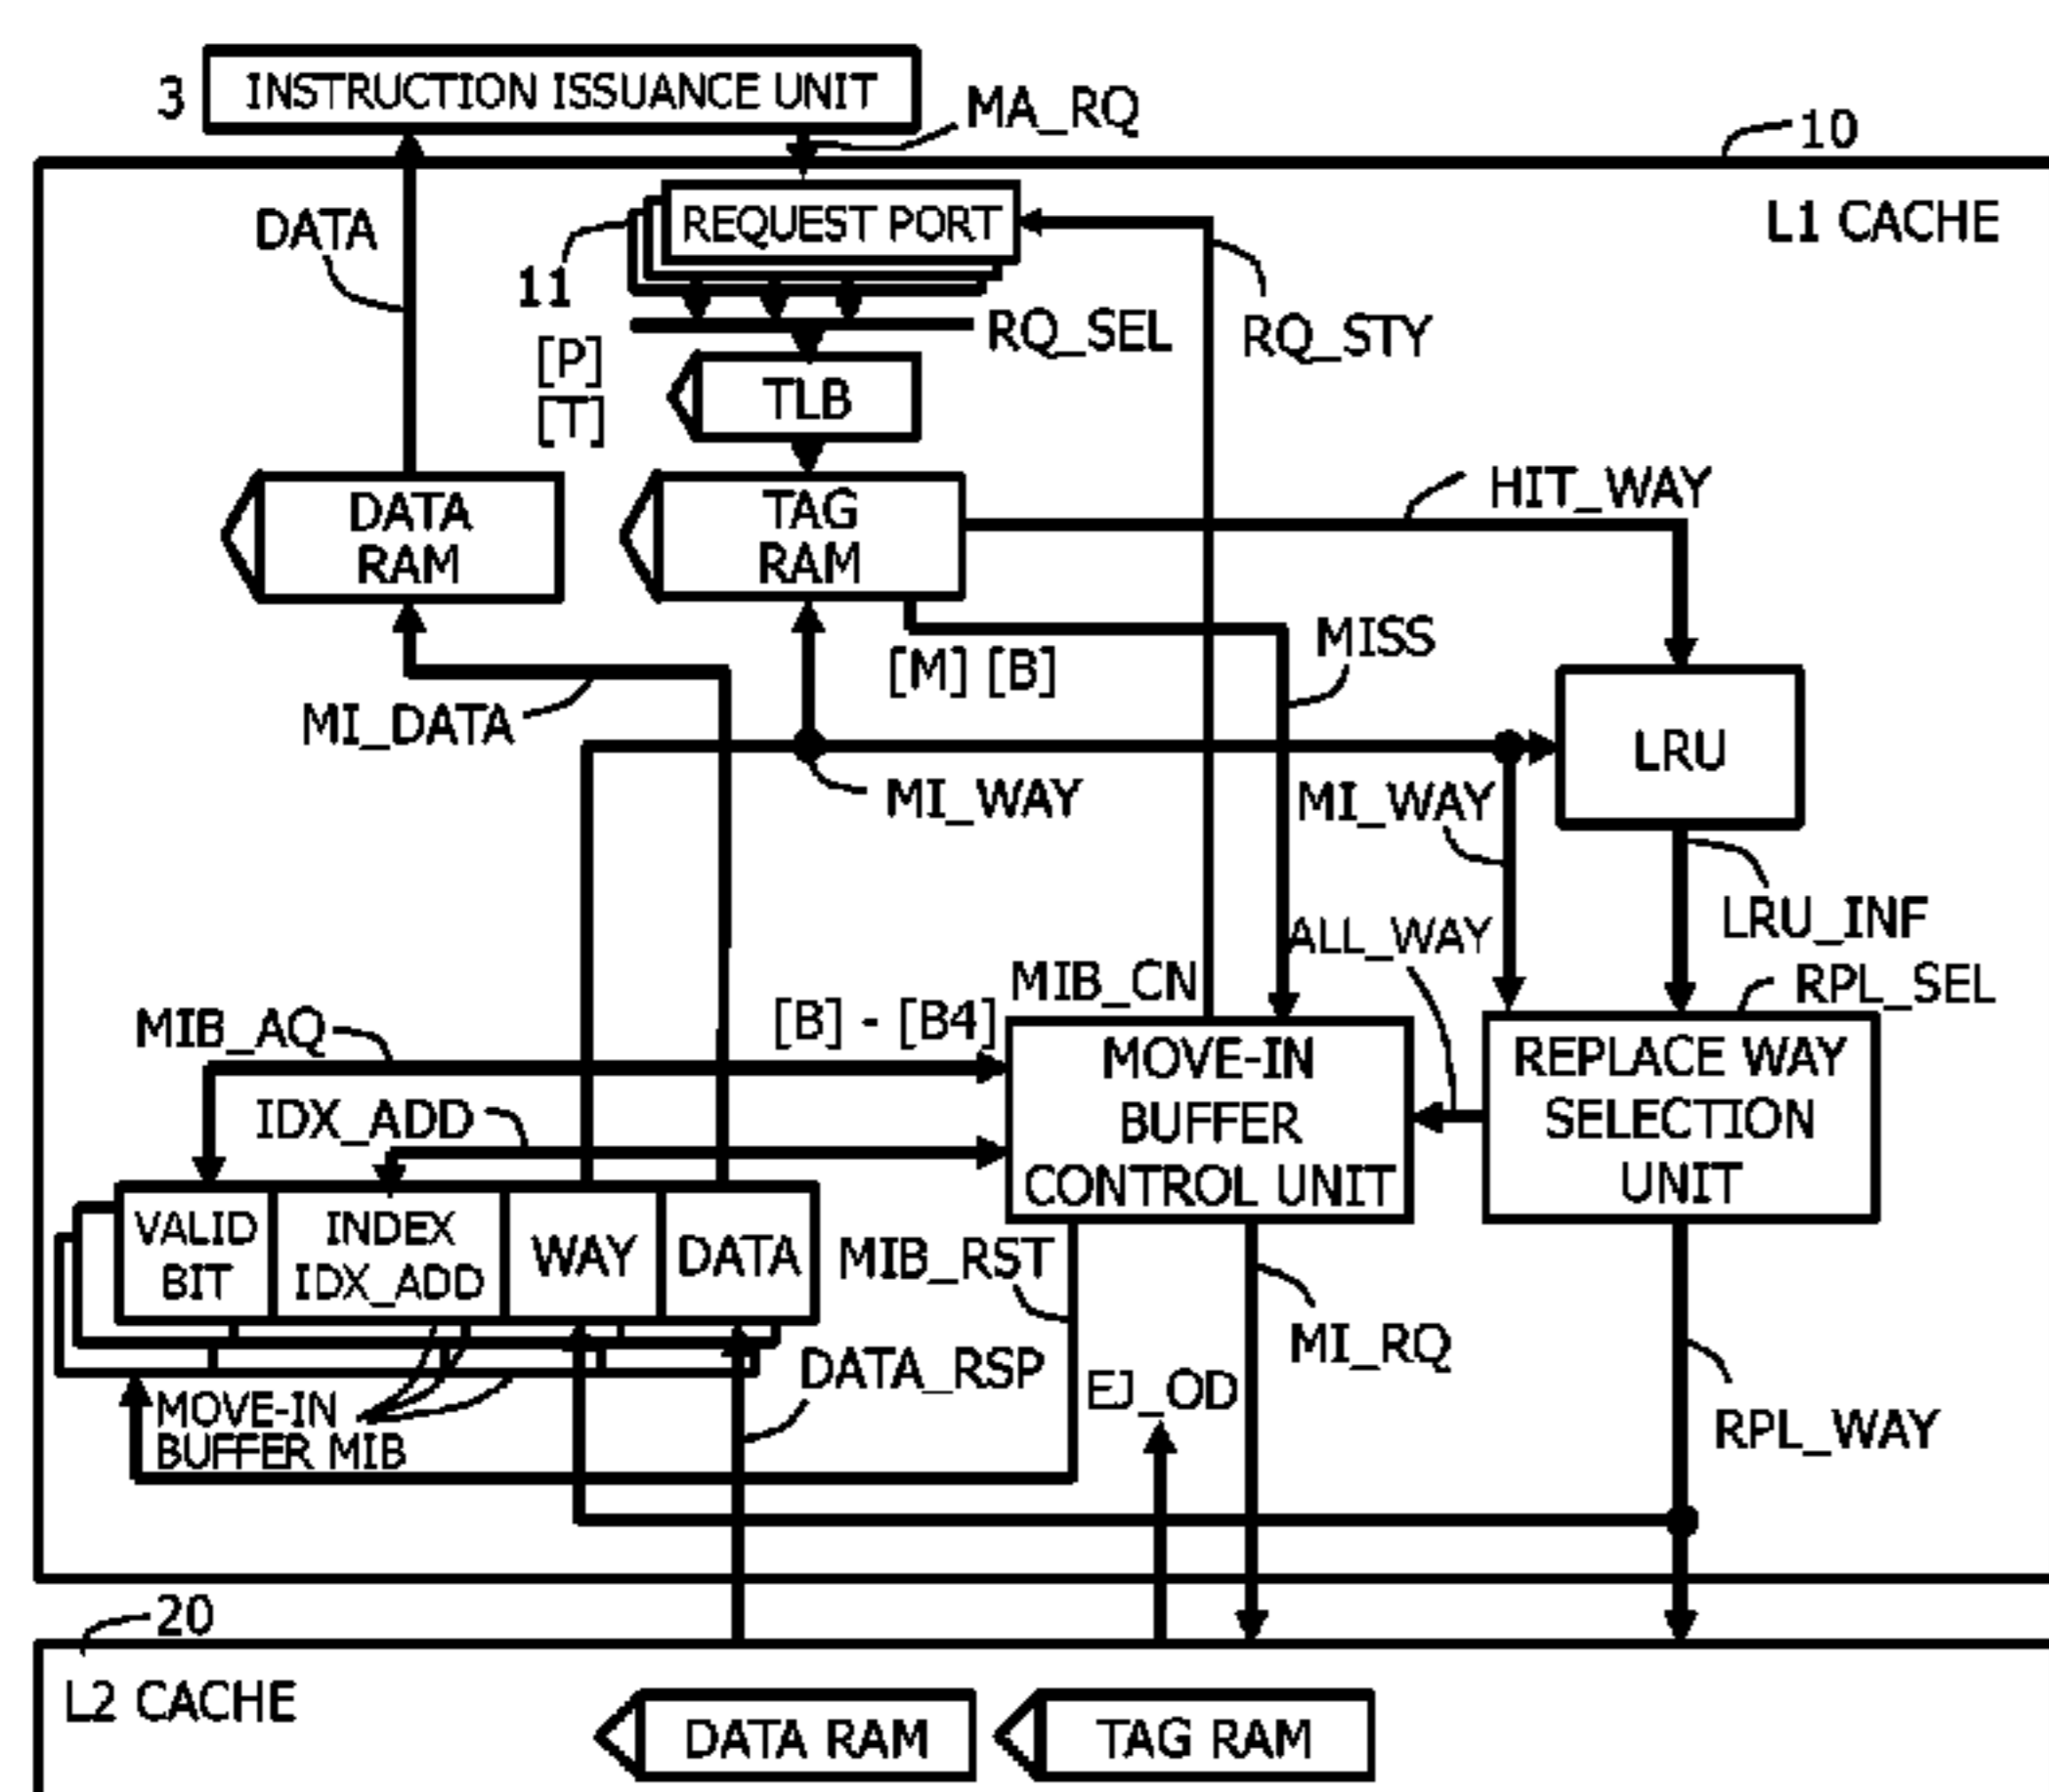 3
INSTRUCTION ISSUANCE UNIT
MA_RQ
10
L1 CACHE
DATA
REQUEST PORT
11
RQ_SEL
RQ_STY
[P]
[T]
TLB
DATA
RAM
TAG
RAM
HIT_WAY
MISS
[M] [B]
MI_DATA
LRU
MI_WAY
MI_WAY
LRU_INF
ALL_WAY
MIB_CN
RPL_SEL
MIB_AQ
[B] - [B4]
MOVE-IN
BUFFER
CONTROL UNIT
REPLACE WAY
SELECTION
UNIT
IDX_ADD
VALID
BIT
INDEX
IDX_ADD
WAY
DATA
MIB_RST
MI_RQ
DATA_RSP
EJ_OD
MOVE-IN
BUFFER MIB
RPL_WAY
20
L2 CACHE
DATA RAM
TAG RAM